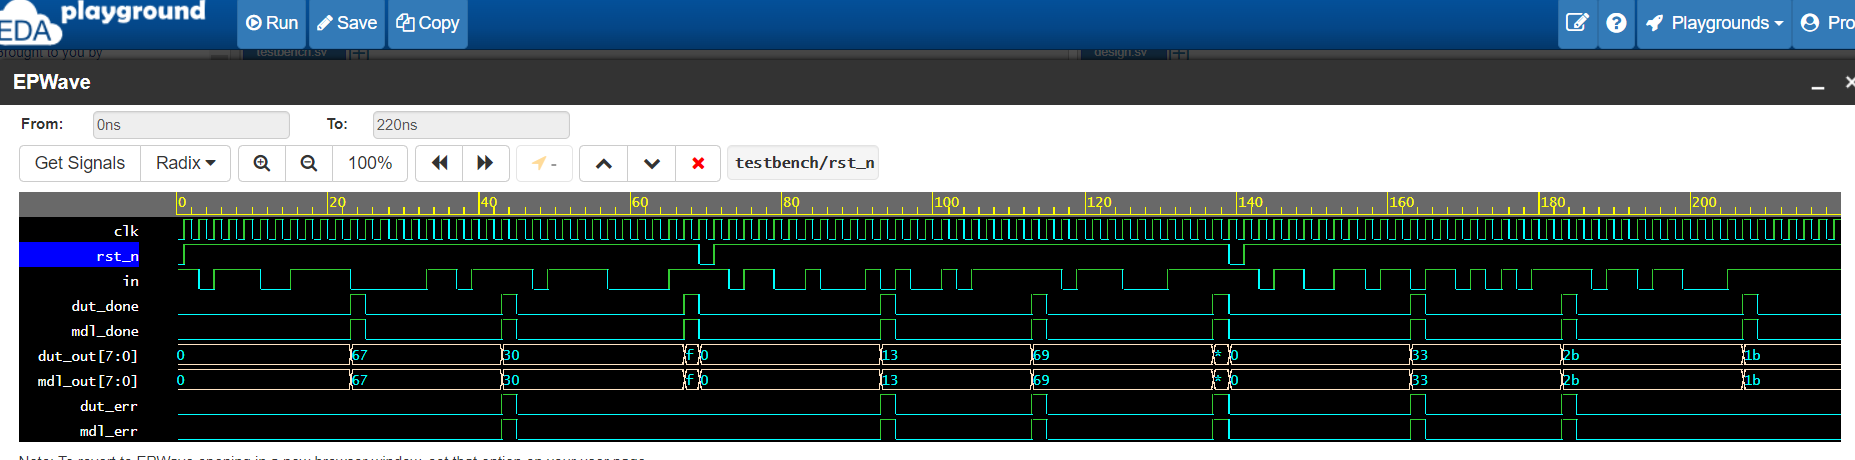 EDA playground Run Save Copy Playgrounds Pro
Brought to you by testbench.sv design.sv
EPWave
From: 0ns To: 220ns
Get Signals Radix 100% - testbench/rst_n
0 20 40 60 80 100 120 140 160 180 200
clk
rst_n
in
dut_done
mdl_done
dut_out[7:0] 0 67 30 f 0 13 69 * 0 33 2b 1b
mdl_out[7:0] 0 67 30 f 0 13 69 * 0 33 2b 1b
dut_err
mdl_err
Note: To revert to EPWave opening in a new browser window, set that option on your user page.